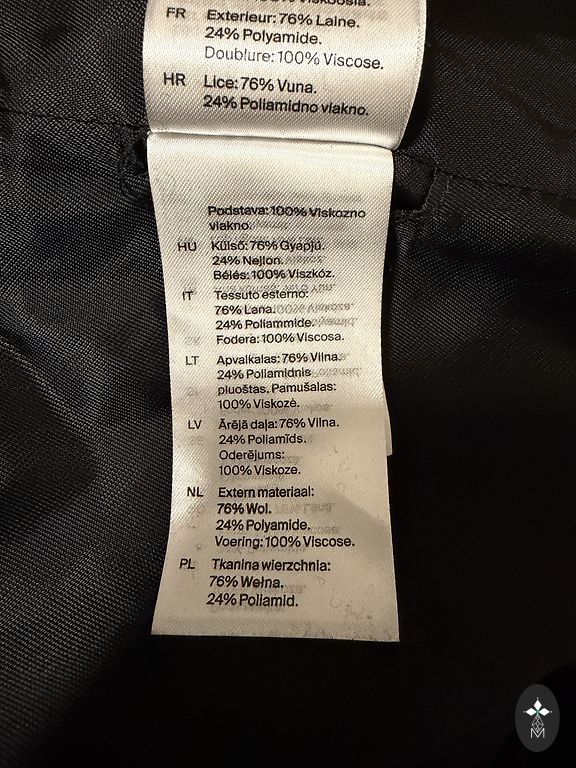 FR Exterieur: 76% Laine.
24% Polyamide.
Doublure: 100% Viscose.
HR Lice: 76% Vuna.
24% Poliamidno vlakno.
Podstava: 100% Viskozno
vlakno.
HU Külső: 76% Gyapjú.
24% Nejlon.
Bélés: 100% Viszkóz.
IT Tessuto esterno:
76% Lana.
24% Poliammide.
Fodera: 100% Viscosa.
LT Apvalkalas: 76% Vilna.
24% Poliamidnis
pluoštas. Pamušalas:
100% Viskozė.
LV Ārējā daļa: 76% Vilna.
24% Poliamīds.
Oderējums:
100% Viskoze.
NL Extern materiaal:
76% Wol.
24% Polyamide.
Voering: 100% Viscose.
PL Tkanina wierzchnia:
76% Wełna.
24% Poliamid.